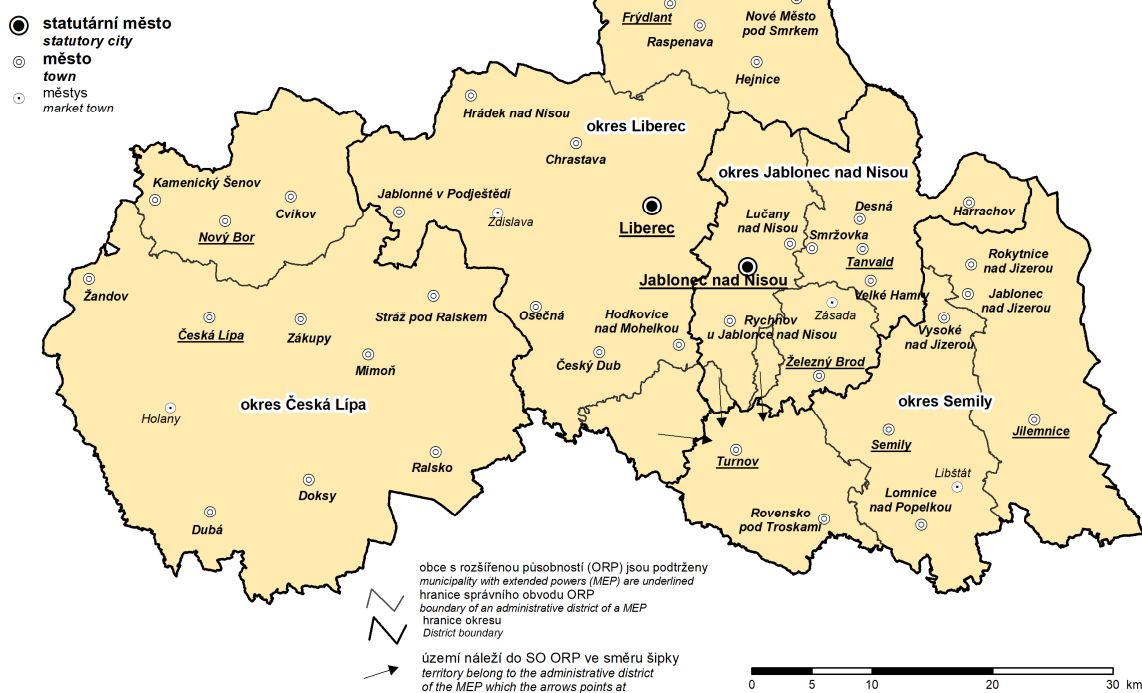 statutární město
statutory city
město
town
městys
market town
Frýdlant
Nové Město
pod Smrkem
Raspenava
Hejnice
Hrádek nad Nisou
okres Liberec
Chrastava
okres Jablonec nad Nisou
Kamenický Šenov
Jablonné v Podještědí
Cvikov
Zdislava
Nový Bor
Liberec
Lučany
nad Nisou
Desná
Smržovka
Tanvald
Harrachov
Rokytnice
nad Jizerou
Jablonec nad Nisou
Žandov
Velké Hamry
Jablonec
nad Jizerou
Česká Lípa
Zákupy
Stráž pod Ralskem
Osečná
Hodkovice
nad Mohelkou
Rychnov
u Jablonce nad Nisou
Zásada
Vysoké
nad Jizerou
Mimoň
Český Dub
Železný Brod
Holany
okres Česká Lípa
okres Semily
Jilemnice
Semily
Turnov
Ralsko
Libštát
Doksy
Lomnice
nad Popelkou
Dubá
Rovensko
pod Troskami
obce s rozšířenou působností (ORP) jsou podtrženy
municipality with extended powers (MEP) are underlined
hranice správního obvodu ORP
boundary of an administrative district of a MEP
hranice okresu
District boundary
území náleží do SO ORP ve směru šipky
territory belong to the administrative district
of the MEP which the arrows points at
0 5 10 20 30 km